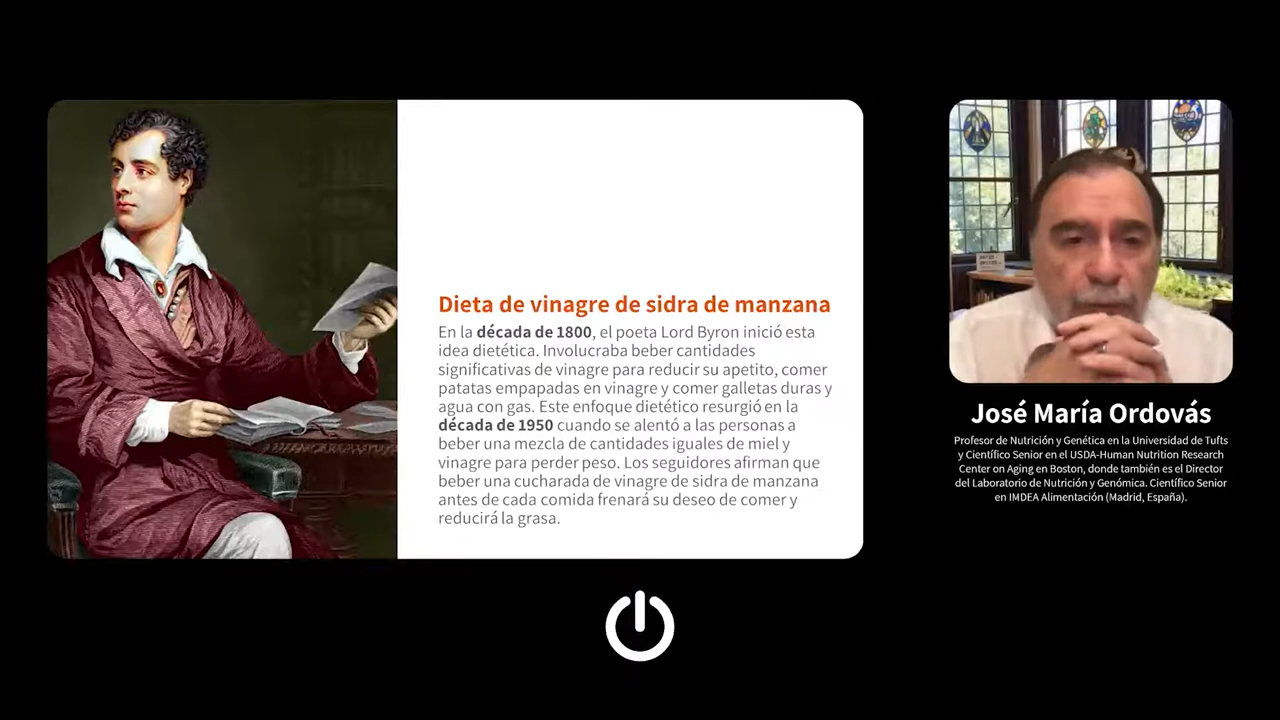 Dieta de vinagre de sidra de manzana
En la década de 1800, el poeta Lord Byron inició esta
idea dietética. Involucraba beber cantidades
significativas de vinagre para reducir su apetito, comer
patatas empapadas en vinagre y comer galletas duras y
agua con gas. Este enfoque dietético resurgió en la
década de 1950 cuando se alentó a las personas a
beber una mezcla de cantidades iguales de miel y
vinagre para perder peso. Los seguidores afirman que
beber una cucharada de vinagre de sidra de manzana
antes de cada comida frenará su deseo de comer y
reducirá la grasa.
José María Ordovás
Profesor de Nutrición y Genética en la Universidad de Tufts
y Científico Senior en el USDA-Human Nutrition Research
Center on Aging en Boston, donde también es el Director
del Laboratorio de Nutrición y Genómica. Científico Senior
en IMDEA Alimentación (Madrid, España).